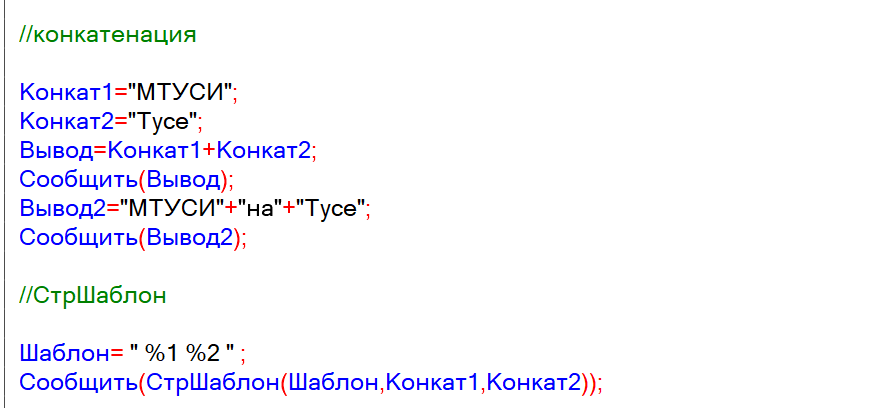 //конкатенация
Конкат1="МТУСИ";
Конкат2="Тусе";
Вывод=Конкат1+Конкат2;
Сообщить(Вывод);
Вывод2="МТУСИ"+"на"+"Тусе";
Сообщить(Вывод2);
//СтрШаблон
Шаблон= " %1 %2 " ;
Сообщить(СтрШаблон(Шаблон,Конкат1,Конкат2));